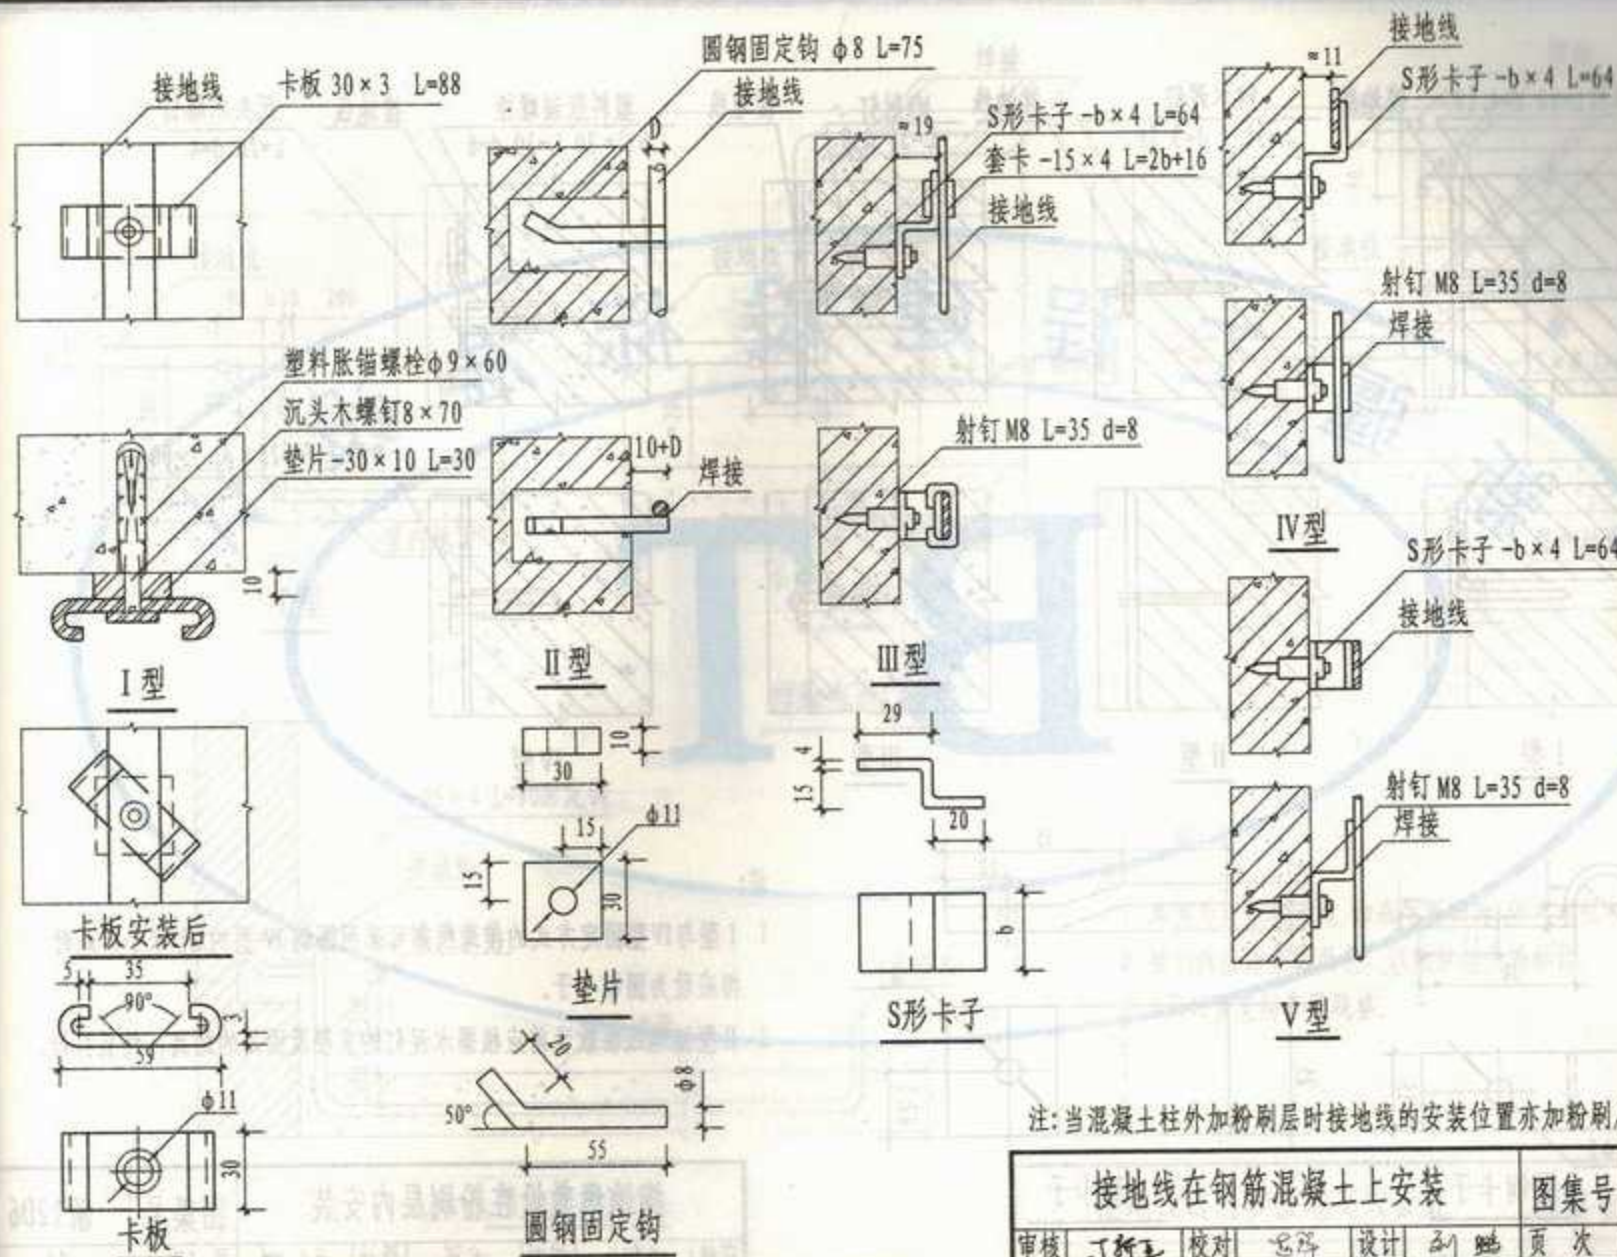 接地线
卡板 30×3 L=88
圆钢固定钩 φ8 L=75
接地线
D
≈19
S形卡子 -b×4 L=64
套卡 -15×4 L=2b+16
接地线
接地线
≈11
S形卡子 -b×4 L=64
塑料胀锚螺栓φ9×60
沉头木螺钉8×70
垫片-30×10 L=30
10
I型
10+D
焊接
II型
射钉 M8 L=35 d=8
III型
射钉 M8 L=35 d=8
焊接
IV型
S形卡子 -b×4 L=64
接地线
射钉 M8 L=35 d=8
焊接
V型
卡板安装后
5
35
90°
3
59
φ11
30
卡板
10
30
15
φ11
15
30
垫片
20
50°
φ8
55
圆钢固定钩
29
4
15
20
b
S形卡子
注:当混凝土柱外加粉刷层时接地线的安装位置亦加粉刷
接地线在钢筋混凝土上安装
图集号
审核
校对
设计
页 次
BT